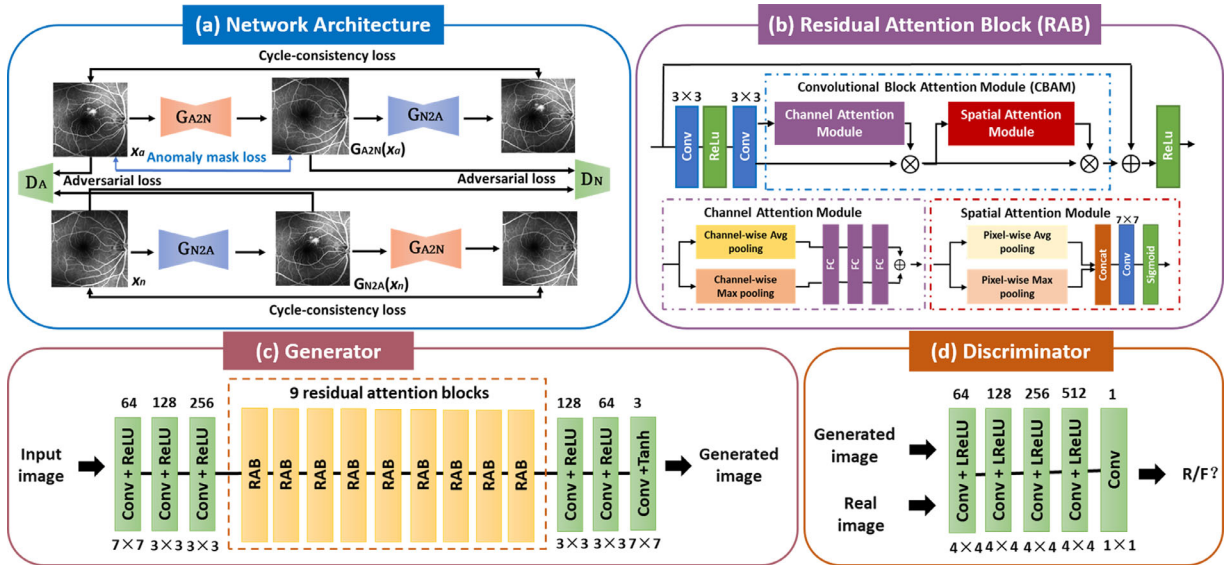 (a) Network Architecture
Cycle-consistency loss
GA2N
GN2A
xa
Anomaly mask loss
GA2N(xa)
DA
Adversarial loss
Adversarial loss
DN
GN2A
GA2N
xn
GN2A(xn)
Cycle-consistency loss
(b) Residual Attention Block (RAB)
Convolutional Block Attention Module (CBAM)
3×3
3×3
Conv
ReLu
Conv
Channel Attention
Module
Spatial Attention
Module
ReLu
Channel Attention Module
Channel-wise Avg
pooling
Channel-wise
Max pooling
FC
FC
FC
Spatial Attention Module
7×7
Pixel-wise Avg
pooling
Pixel-wise Max
pooling
Concat
Conv
Sigmoid
(c) Generator
9 residual attention blocks
64
128
256
128
64
3
Input
image
Conv + ReLU
Conv + ReLU
Conv + ReLU
RAB
RAB
RAB
RAB
RAB
RAB
RAB
RAB
RAB
Conv + ReLU
Conv + ReLU
Conv +Tanh
Generated
image
7×7
3×3
3×3
3×3
3×3
7×7
(d) Discriminator
64
128
256
512
1
Generated
image
Real
image
Conv + LReLU
Conv + LReLU
Conv + LReLU
Conv + LReLU
Conv
R/F?
4×4
4×4
4×4
4×4
1×1